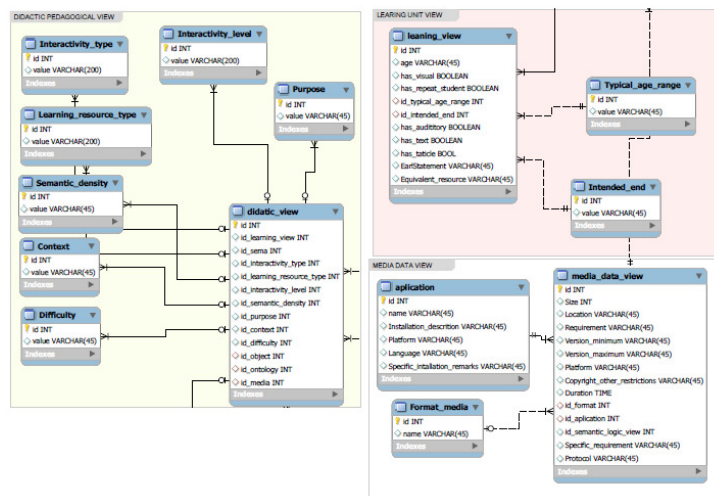 DIDACTIC PEDAGOGICAL VIEW
Interactivity_type
id INT
value VARCHAR(200)
Indexes
Interactivity_level
id INT
value VARCHAR(200)
Indexes
Purpose
id INT
value VARCHAR(45)
Indexes
Learning_resource_type
id INT
value VARCHAR(200)
Indexes
Semantic_density
id INT
value VARCHAR(45)
Indexes
Context
id INT
value VARCHAR(45)
Indexes
Difficulty
id INT
value VARCHAR(45)
Indexes
didatic_view
id INT
id_learning_view INT
id_sema INT
id_interactivity_type INT
id_learning_resource_type INT
id_interactivity_level INT
id_semantic_density INT
id_purpose INT
id_context INT
id_difficulty INT
id_object INT
id_ontology INT
id_media INT
Indexes
LEARING UNIT VIEW
leaning_view
id INT
age VARCHAR(45)
has_visual BOOLEAN
has_repeat_student BOOLEAN
id_typical_age_range INT
id_intended_end INT
has_audititory BOOLEAN
has_text BOOLEAN
has_taticle BOOL
EarlStatement VARCHAR(45)
Equivalent_resource VARCHAR(45)
Indexes
Typical_age_range
id INT
value VARCHAR(45)
Indexes
Intended_end
id INT
value VARCHAR(45)
Indexes
MEDIA DATA VIEW
aplication
id INT
name VARCHAR(45)
Installation_descrition VARCHAR(45)
Platform VARCHAR(45)
Language VARCHAR(45)
Specific_intallation_remarks VARCHAR(45)
Indexes
Format_media
id INT
name VARCHAR(45)
Indexes
media_data_view
id INT
Size INT
Location VARCHAR(45)
Requirement VARCHAR(45)
Version_minimum VARCHAR(45)
Version_maximum VARCHAR(45)
Platform VARCHAR(45)
Copyright_other_restrictions VARCHAR(45)
Duration TIME
id_format INT
id_aplication INT
id_semantic_logic_view INT
Specific_requirement VARCHAR(45)
Protocol VARCHAR(45)
Indexes